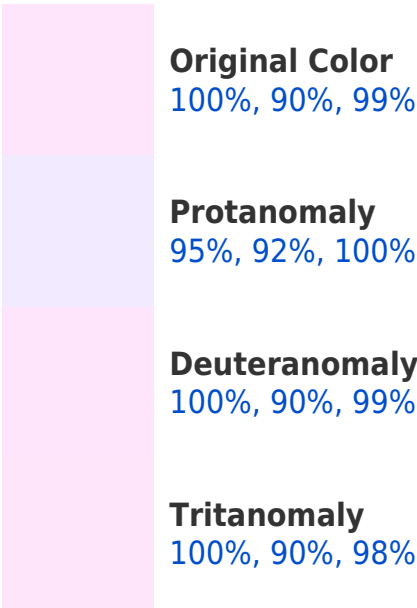 Original Color
100%, 90%, 99%
Protanomaly
95%, 92%, 100%
Deuteranomaly
100%, 90%, 99%
Tritanomaly
100%, 90%, 98%